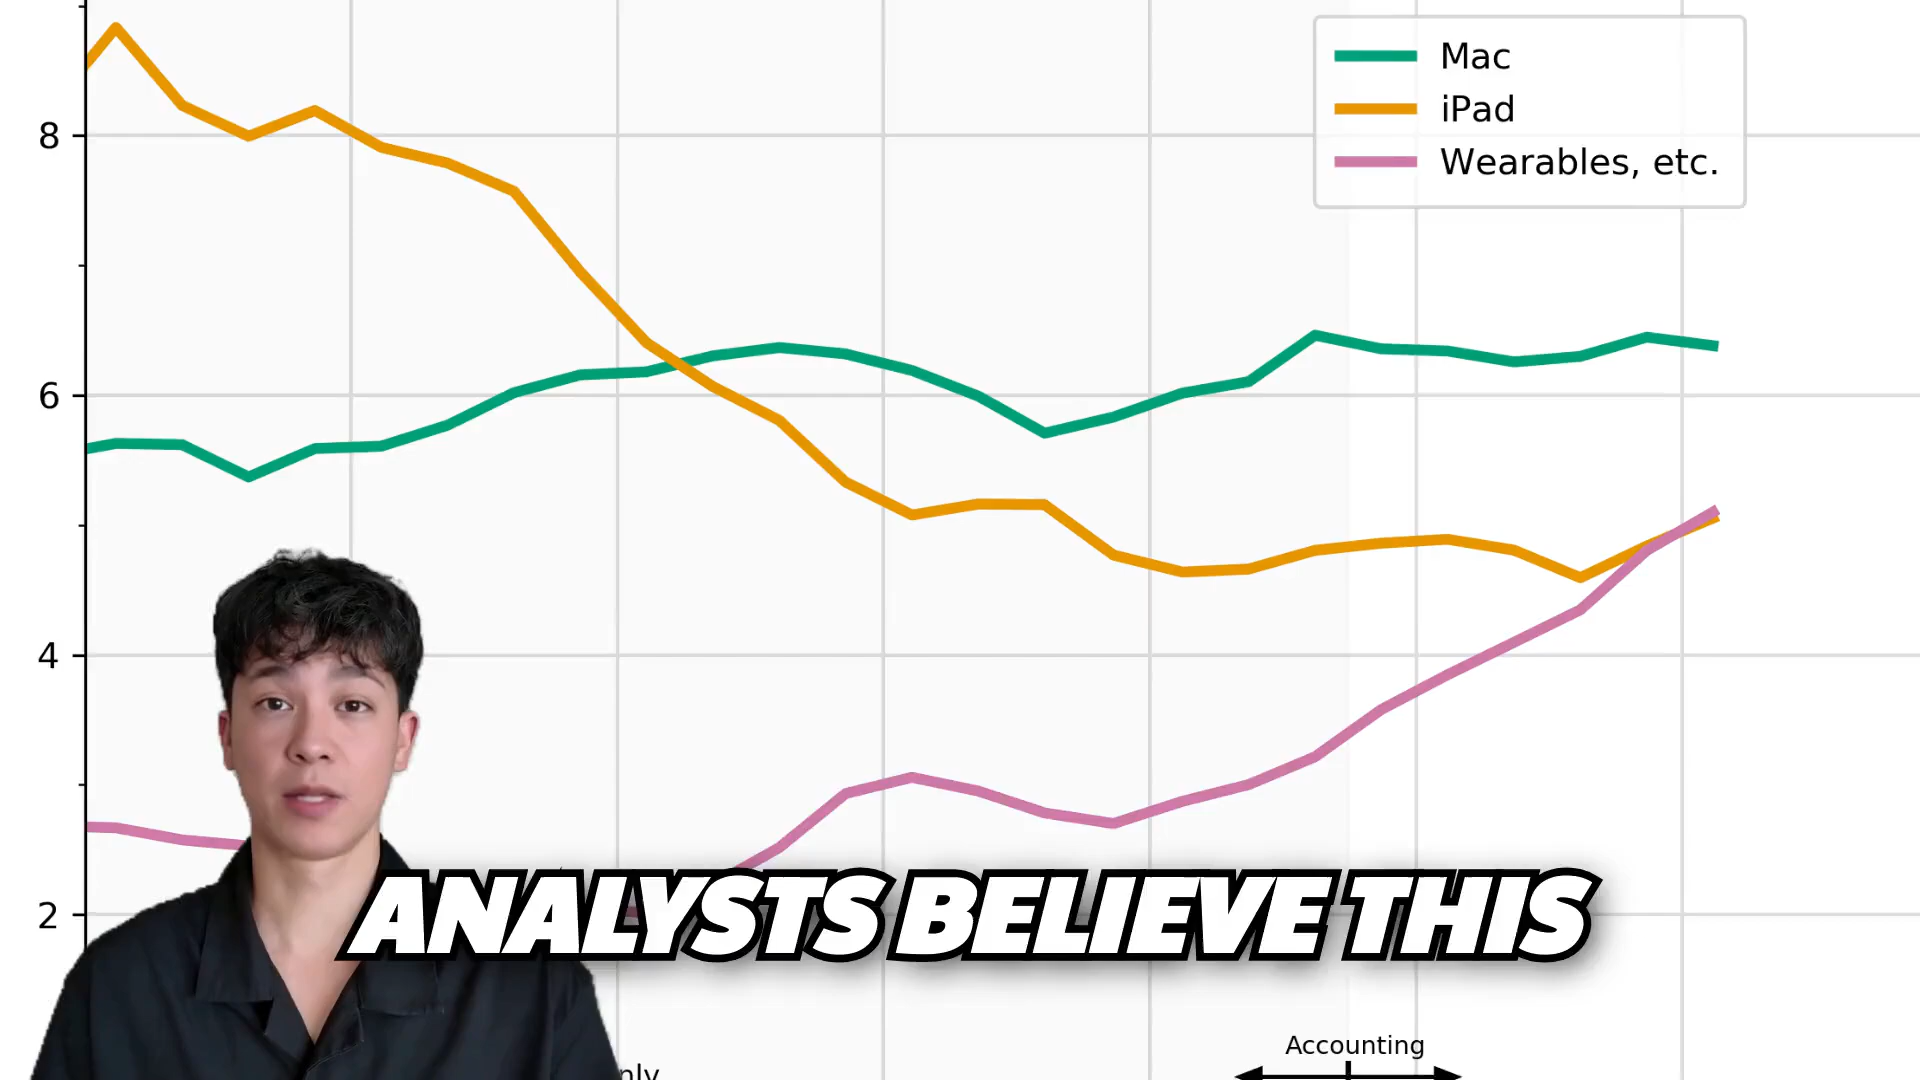 Mac
iPad
Wearables, etc.
8
6
4
2
ANALYSTS BELIEVE THIS
Accounting